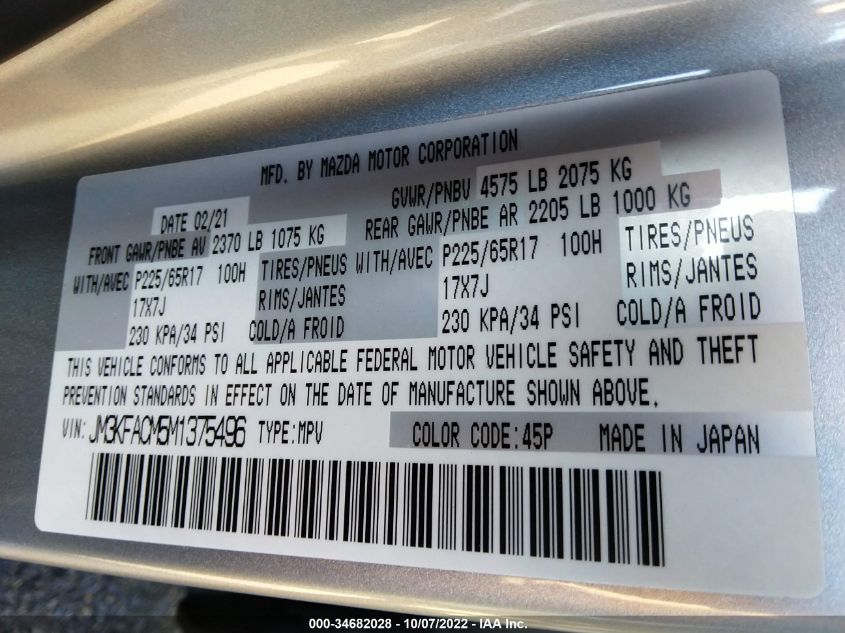 MFD. BY MAZDA MOTOR CORPORATION
DATE 02/21 GVWR/PNBV 4575 LB 2075 KG
FRONT GAWR/PNBE AV 2370 LB 1075 KG REAR GAWR/PNBE AR 2205 LB 1000 KG
WITH/AVEC P225/65R17 100H TIRES/PNEUS WITH/AVEC P225/65R17 100H TIRES/PNEUS
17X7J RIMS/JANTES 17X7J RIMS/JANTES
230 KPA/34 PSI COLD/A FROID 230 KPA/34 PSI COLD/A FROID
THIS VEHICLE CONFORMS TO ALL APPLICABLE FEDERAL MOTOR VEHICLE SAFETY AND THEFT
PREVENTION STANDARDS IN EFFECT ON THE DATE OF MANUFACTURE SHOWN ABOVE.
VIN: JM3KFACM5M1375496 TYPE:MPV COLOR CODE:45P MADE IN JAPAN
000-34682028 - 10/07/2022 - IAA Inc.